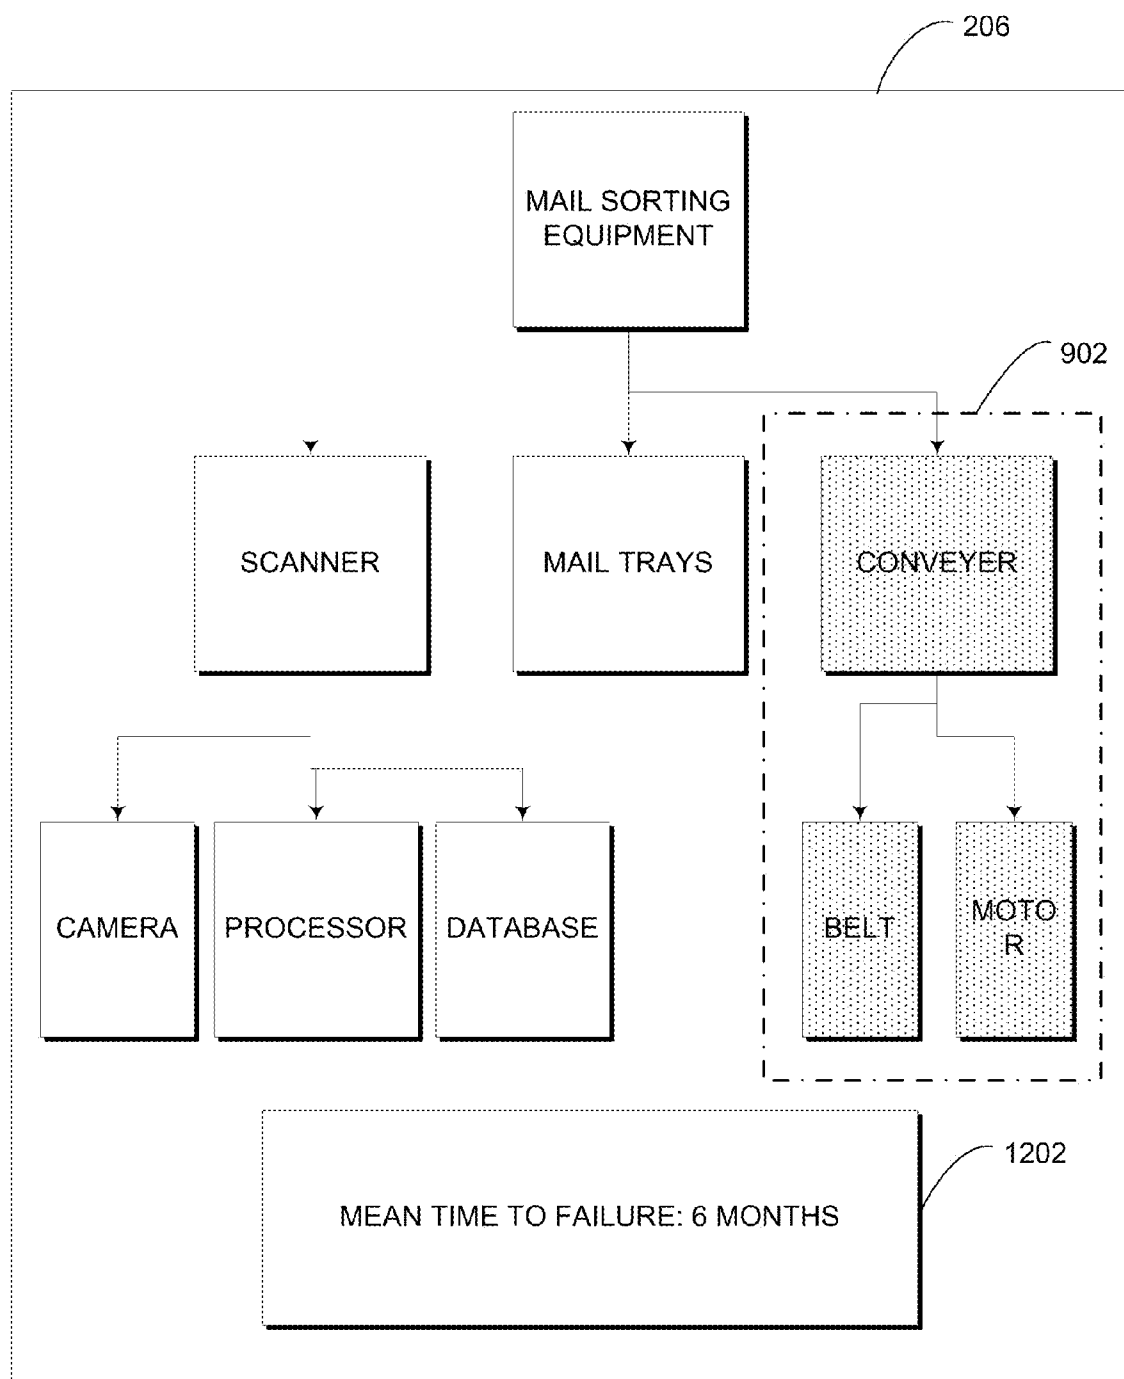 206
MAIL SORTING
EQUIPMENT
902
SCANNER
MAIL TRAYS
CONVEYER
CAMERA
PROCESSOR
DATABASE
BELT
MOTO
R
1202
MEAN TIME TO FAILURE: 6 MONTHS